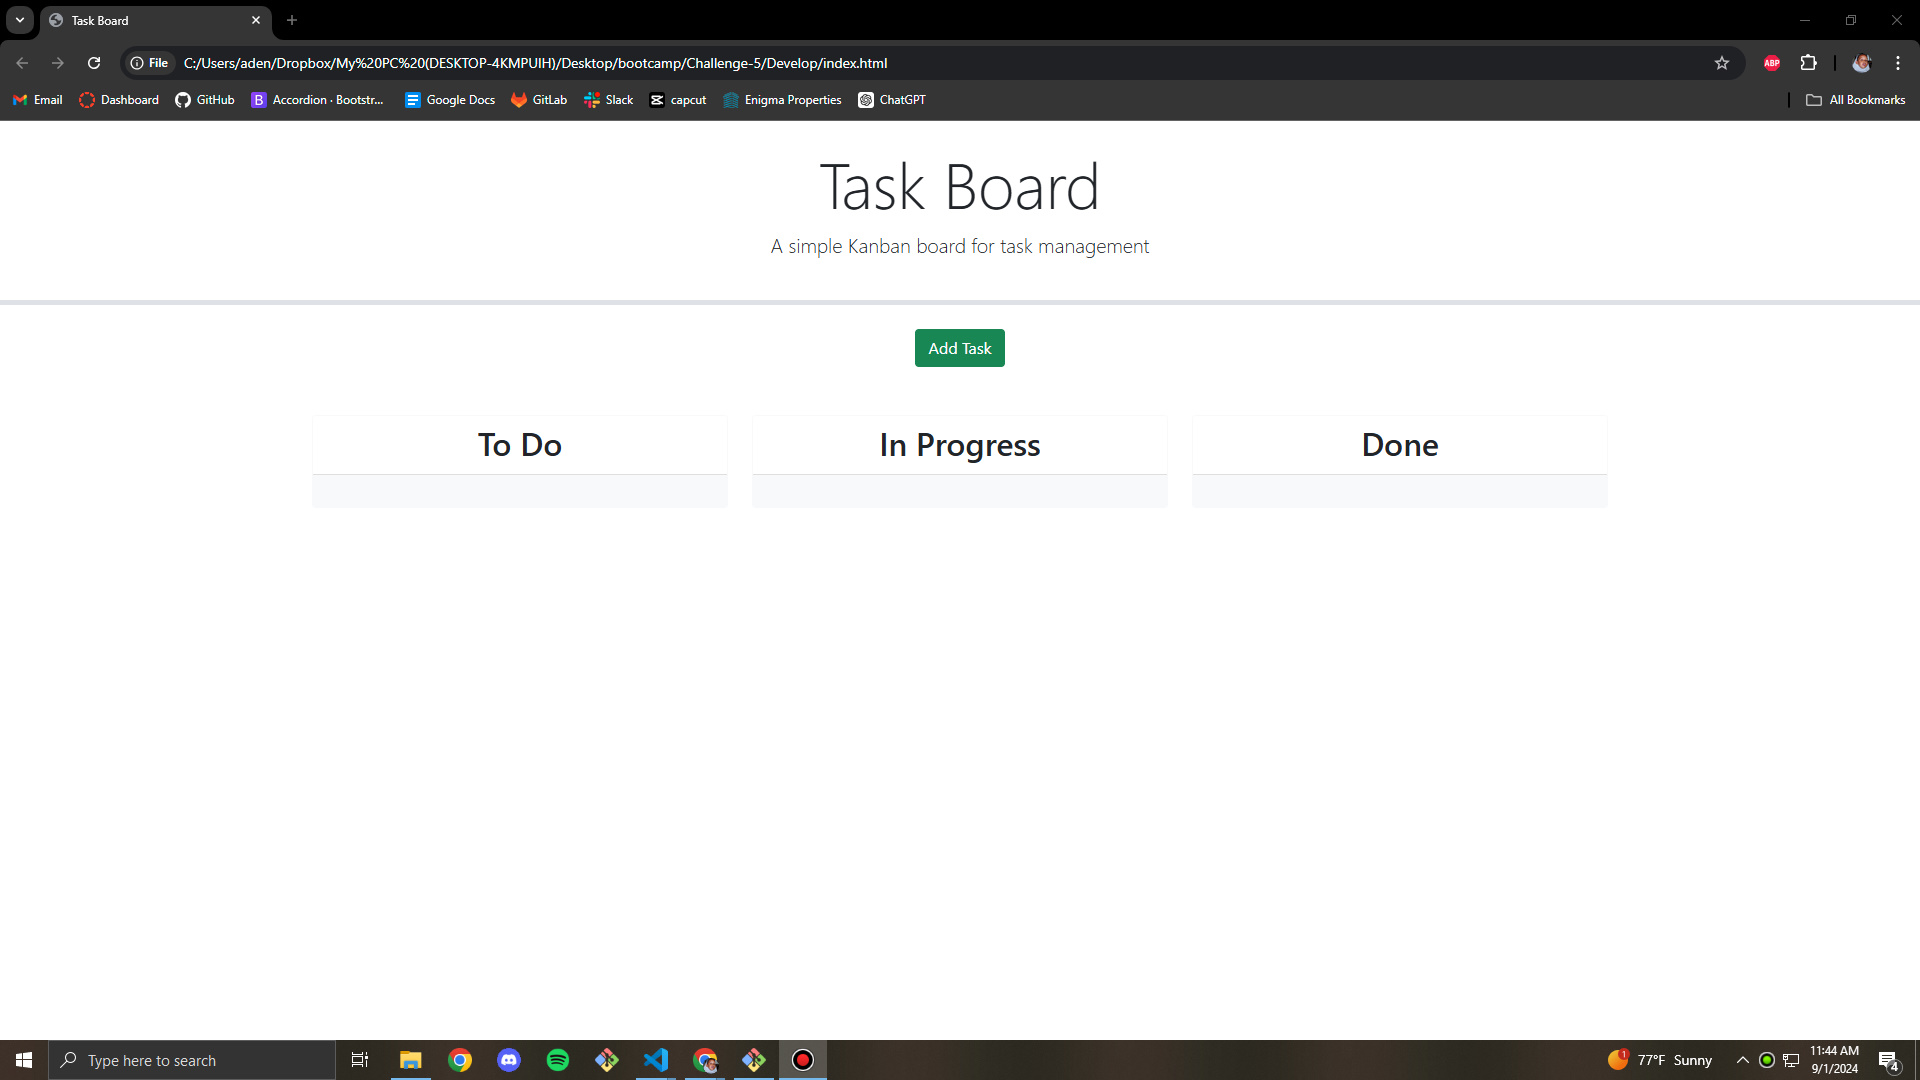 Task Board
File
C:/Users/aden/Dropbox/My%20PC%20(DESKTOP-4KMPUIH)/Desktop/bootcamp/Challenge-5/Develop/index.html
ABP
Email
Dashboard
GitHub
B
Accordion · Bootstr...
Google Docs
GitLab
Slack
capcut
Enigma Properties
ChatGPT
All Bookmarks
Task Board
A simple Kanban board for task management
Add Task
To Do
In Progress
Done
Type here to search
1
77°F Sunny
11:44 AM
9/1/2024
4